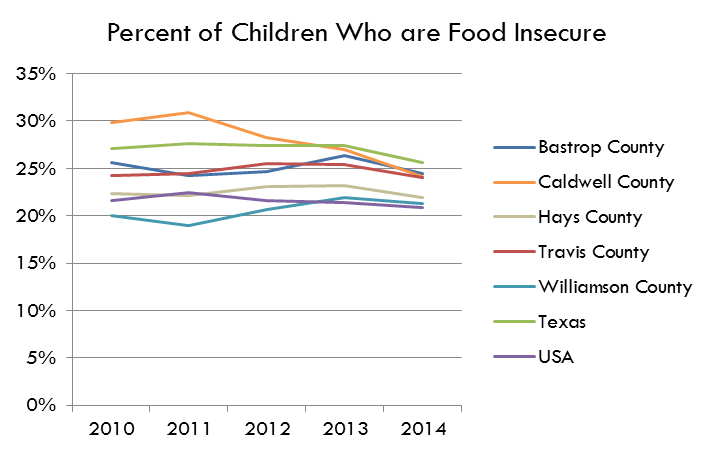 Percent of Children Who are Food Insecure
35%
30%
25%
20%
15%
10%
5%
0%
2010 2011 2012 2013 2014
Bastrop County
Caldwell County
Hays County
Travis County
Williamson County
Texas
USA